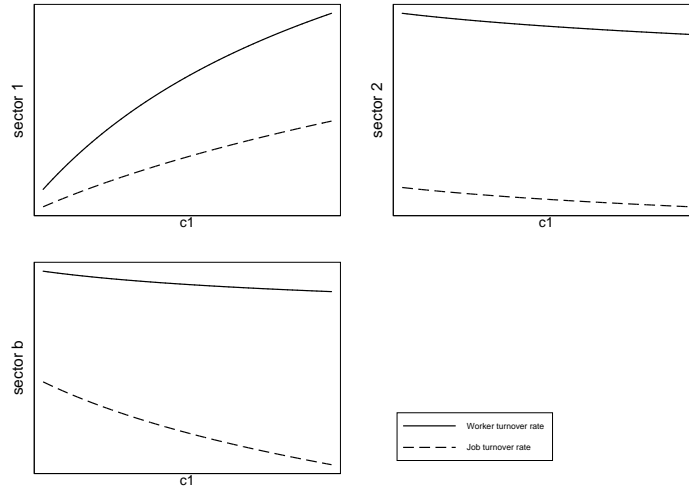 sector 1
c1
sector 2
c1
sector b
c1
Worker turnover rate
Job turnover rate